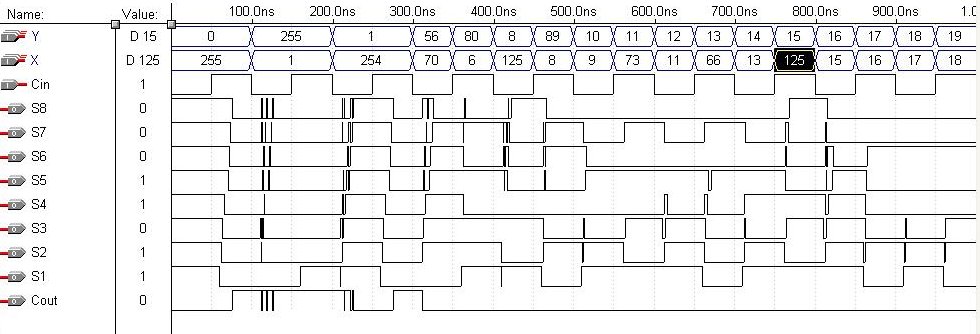 Name: Value: 100.0ns 200.0ns 300.0ns 400.0ns 500.0ns 600.0ns 700.0ns 800.0ns 900.0ns 1.0
Y D 15 0 255 1 56 80 8 89 10 11 12 13 14 15 16 17 18 19
X D 125 255 1 254 70 6 125 8 9 73 11 66 13 125 15 16 17 18
Cin 1
S8 0
S7 0
S6 0
S5 1
S4 1
S3 0
S2 1
S1 1
Cout 0